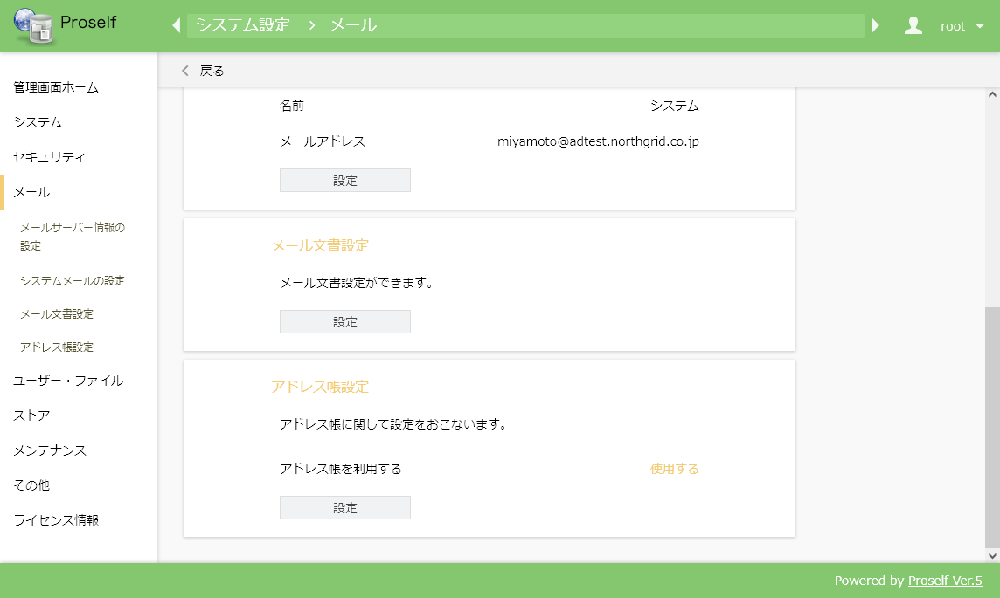 Proself
システム設定 > メール
root
管理画面ホーム
システム
セキュリティ
メール
メールサーバー情報の
設定
システムメールの設定
メール文書設定
アドレス帳設定
ユーザー・ファイル
ストア
メンテナンス
その他
ライセンス情報
戻る
名前 システム
メールアドレス miyamoto@adtest.northgrid.co.jp
設定
メール文書設定
メール文書設定ができます。
設定
アドレス帳設定
アドレス帳に関して設定をおこないます。
アドレス帳を利用する 使用する
設定
Powered by Proself Ver.5